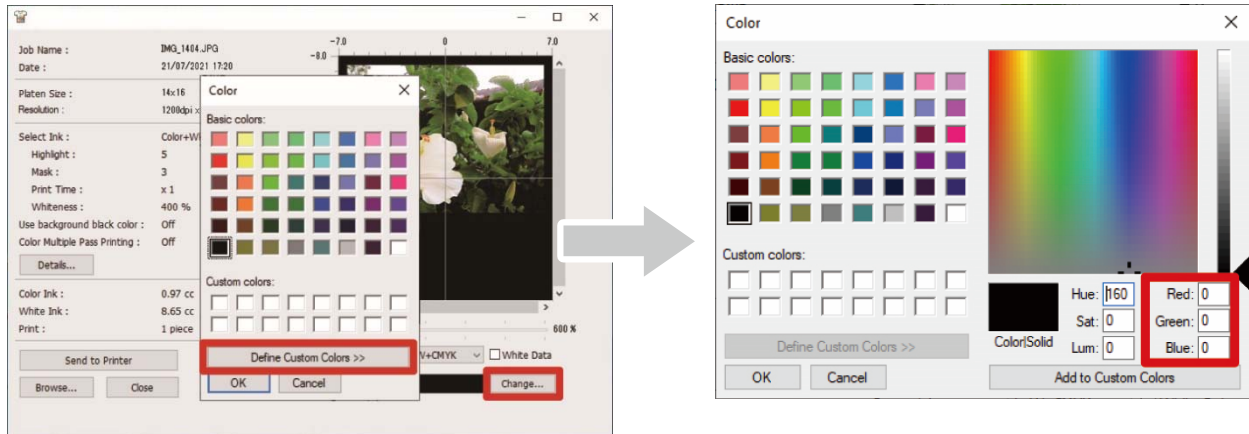 Job Name : IMG_1404.JPG
Date : 21/07/2021 17:20
Platen Size : 14x16
Resolution : 1200dpi x
Select Ink : Color+W
Highlight : 5
Mask : 3
Print Time : x 1
Whiteness : 400 %
Use background black color : Off
Color Multiple Pass Printing : Off
Details...
Color Ink : 0.97 cc
White Ink : 8.65 cc
Print : 1 piece
Send to Printer
Browse... Close
-7.0 0 7.0
-8.0
Color
Basic colors:
Custom colors:
Define Custom Colors >>
OK Cancel
600 %
+CMYK White Data
Change...
Color
Basic colors:
Custom colors:
Define Custom Colors >>
OK Cancel
Color|Solid
Hue: 160 Red: 0
Sat: 0 Green: 0
Lum: 0 Blue: 0
Add to Custom Colors